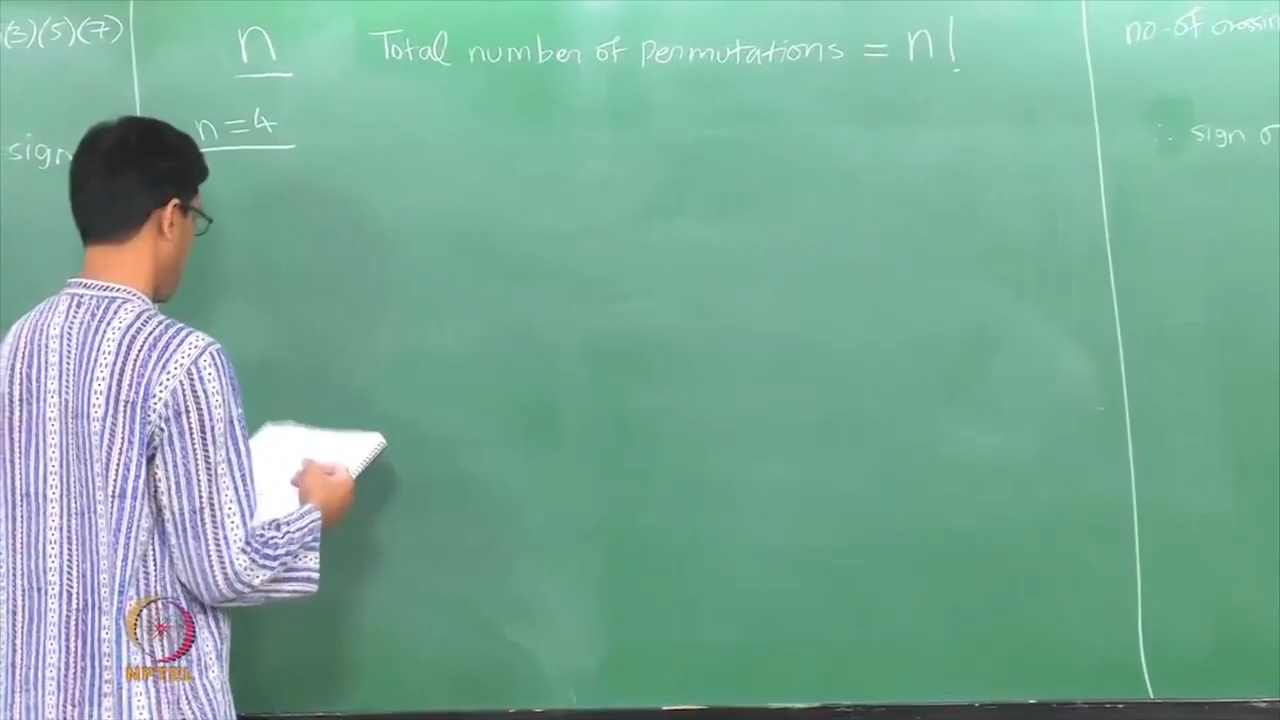 (3)(5)(7)
sign
n Total number of permutations = n!
n=4
no. of crossin
∴ sign σ
NPTEL